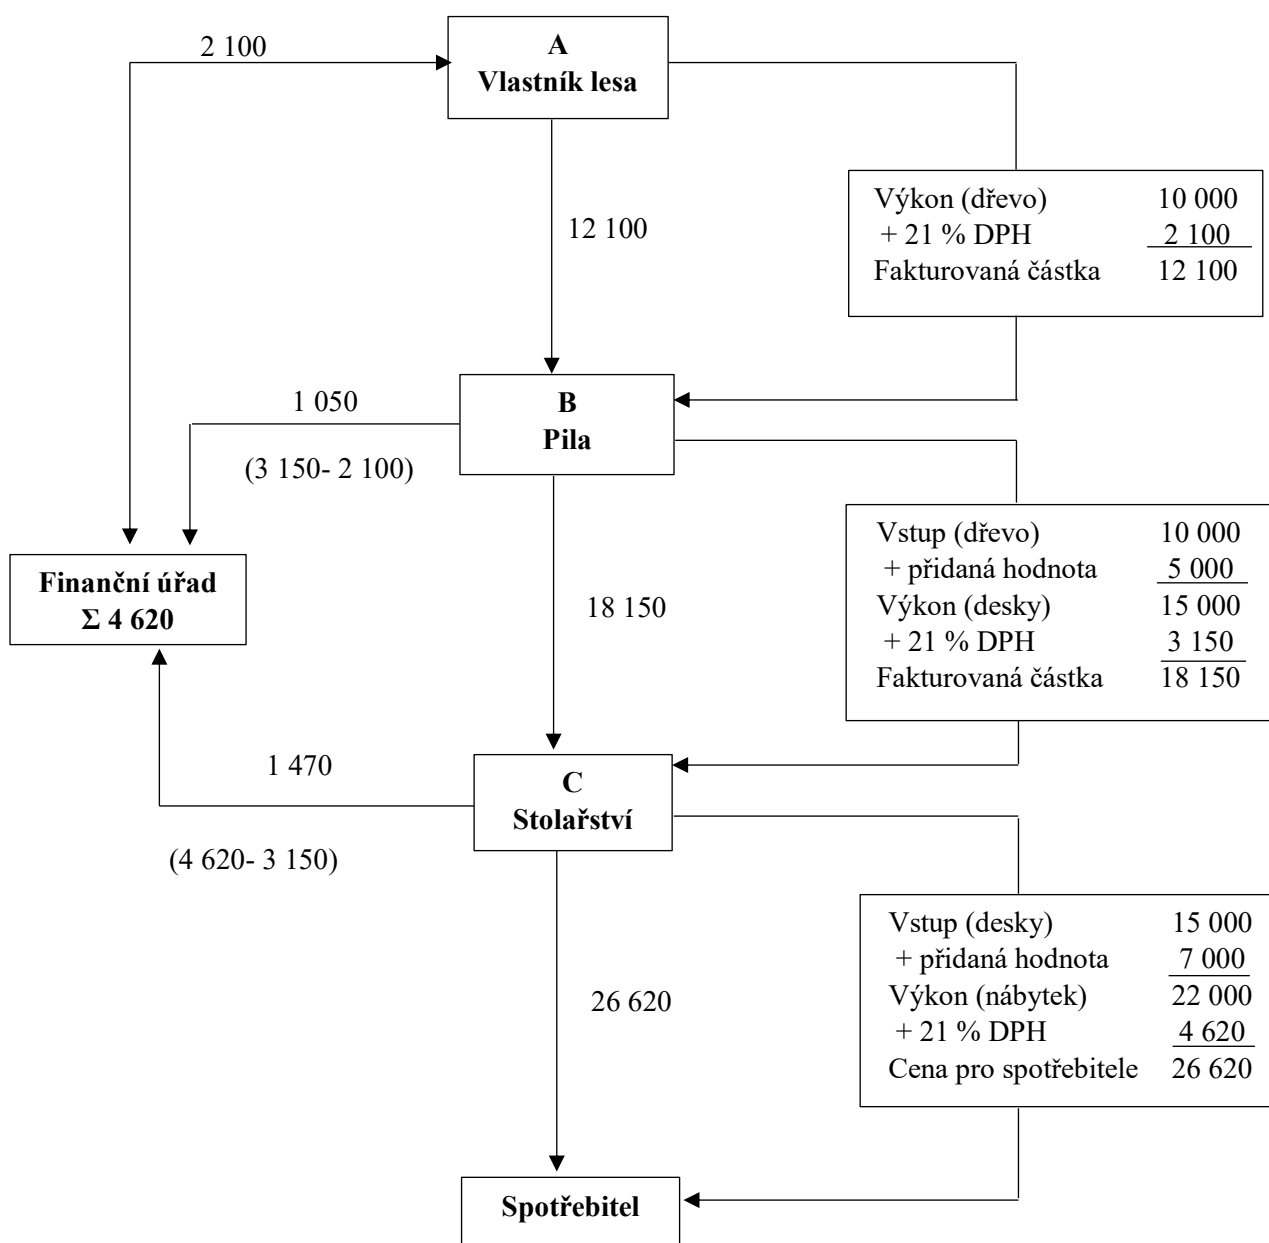 2 100
A
Vlastník lesa
12 100
Výkon (dřevo) 10 000
+ 21 % DPH 2 100
Fakturovaná částka 12 100
1 050
(3 150- 2 100)
B
Pila
Finanční úřad
Σ 4 620
18 150
Vstup (dřevo) 10 000
+ přidaná hodnota 5 000
Výkon (desky) 15 000
+ 21 % DPH 3 150
Fakturovaná částka 18 150
1 470
(4 620- 3 150)
C
Stolařství
26 620
Vstup (desky) 15 000
+ přidaná hodnota 7 000
Výkon (nábytek) 22 000
+ 21 % DPH 4 620
Cena pro spotřebitele 26 620
Spotřebitel